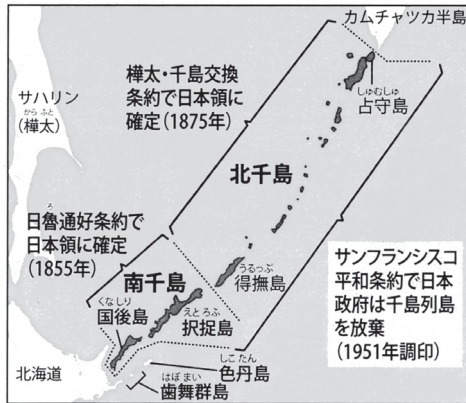 カムチャツカ半島
サハリン
からふと
(樺太)
樺太・千島交換
条約で日本領に
確定(1875年)
しゅむしゅ
占守島
北千島
ろ
日魯通好条約で
日本領に確定
(1855年)
南千島
うるっぷ
得撫島
くなしり
国後島
えとろふ
択捉島
サンフランシスコ
平和条約で日本
政府は千島列島
を放棄
(1951年調印)
北海道
しこたん
色丹島
はぼまい
歯舞群島